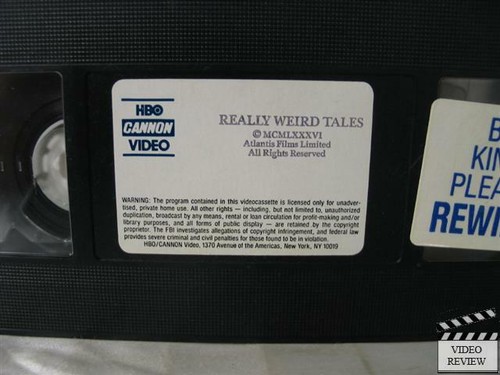 HBO
CANNON
VIDEO
REALLY WEIRD TALES
© MCMLXXXVI
Atlantis Films Limited
All Rights Reserved
WARNING: The program contained in this videocassette is licensed only for unadver-
tised, private home use. All other rights — including, but not limited to, unauthorized
duplication, broadcast by any means, rental or loan circulation for profit-making and/or
library purposes, and all forms of public display — are retained by the copyright
proprietor. The FBI investigates allegations of copyright infringement, and federal law
provides severe criminal and civil penalties for those found to be in violation.
HBO/CANNON Video, 1370 Avenue of the Americas, New York, NY 10019
B
KIN
PLEA
REWI
VIDEO
REVIEW